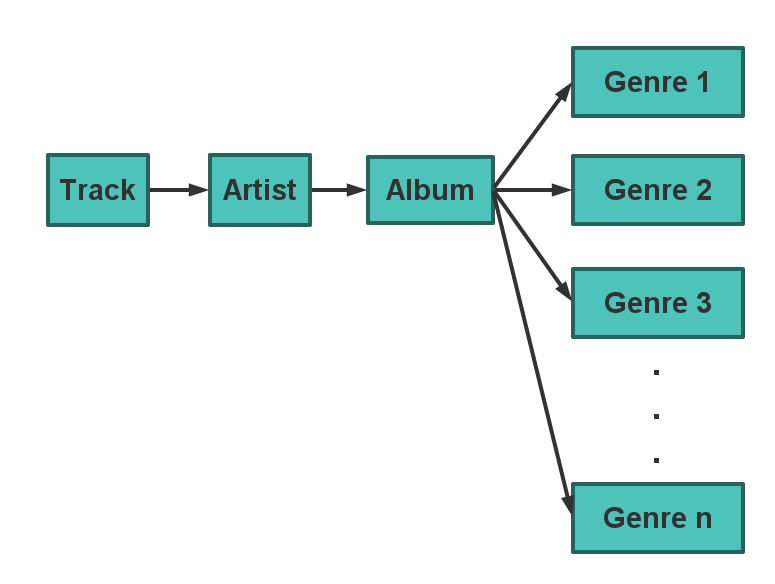 Track
Artist
Album
Genre 1
Genre 2
Genre 3
.
.
.
Genre n